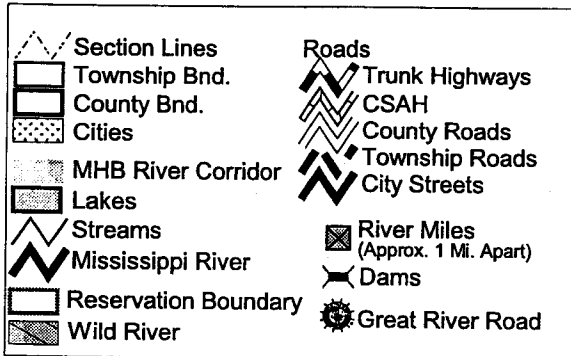 Section Lines
Township Bnd.
County Bnd.
Cities
MHB River Corridor
Lakes
Streams
Mississippi River
Reservation Boundary
Wild River
Roads
Trunk Highways
CSAH
County Roads
Township Roads
City Streets
River Miles
(Approx. 1 Mi. Apart)
Dams
Great River Road